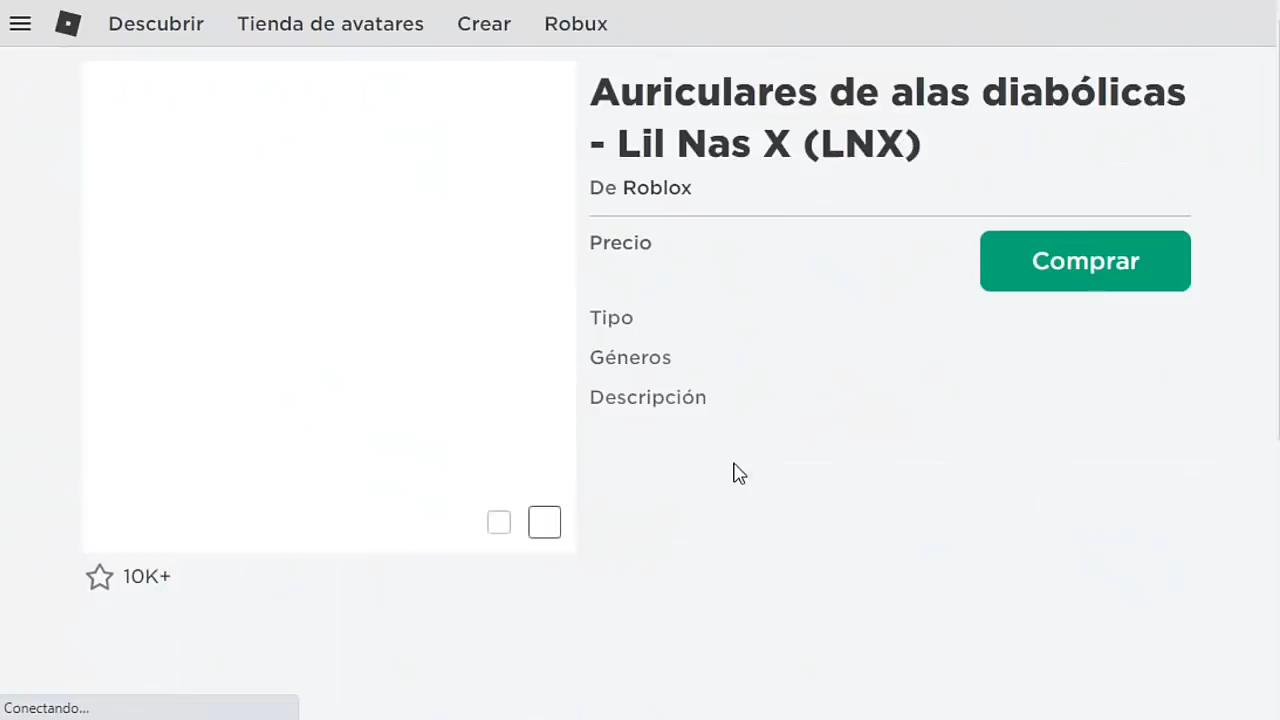 Descubrir Tienda de avatares Crear Robux
Auriculares de alas diabólicas
- Lil Nas X (LNX)
De Roblox
Precio
Comprar
Tipo
Géneros
Descripción
10K+
Conectando...